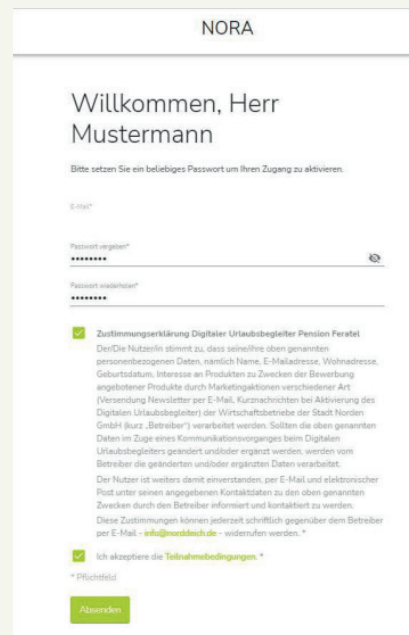 NORA
Willkommen, Herr
Mustermann
Bitte setzen Sie ein beliebiges Passwort um Ihren Zugang zu aktivieren.
E-Mail*
Passwort vergeben*
••••••••
Passwort wiederholen*
••••••••
Zustimmungserklärung Digitaler Urlaubsbegleiter Pension Feratel
Der/Die Nutzer/in stimmt zu, dass seine/ihre oben genannten
personenbezogenen Daten, nämlich Name, E-Mailadresse, Wohnadresse,
Geburtsdatum, Interesse an Produkten zu Zwecken der Bewerbung
angebotener Produkte durch Marketingaktionen verschiedener Art
(Versendung Newsletter per E-Mail, Kurznachrichten bei Aktivierung des
Digitalen Urlaubsbegleiter) der Wirtschaftsbetriebe der Stadt Norden
GmbH (kurz „Betreiber") verarbeitet werden. Sollten die oben genannten
Daten im Zuge eines Kommunikationsvorganges beim Digitalen
Urlaubsbegleiters geändert und/oder ergänzt werden, werden vom
Betreiber die geänderten und/oder ergänzten Daten verarbeitet.
Der Nutzer ist weiters damit einverstanden, per E-Mail und elektronischer
Post unter seinen angegebenen Kontaktdaten zu den oben genannten
Zwecken durch den Betreiber informiert und kontaktiert zu werden.
Diese Zustimmungen können jederzeit schriftlich gegenüber dem Betreiber
per E-Mail - info@norddeich.de - widerrufen werden. *
Ich akzeptiere die Teilnahmebedingungen. *
* Pflichtfeld
Absenden